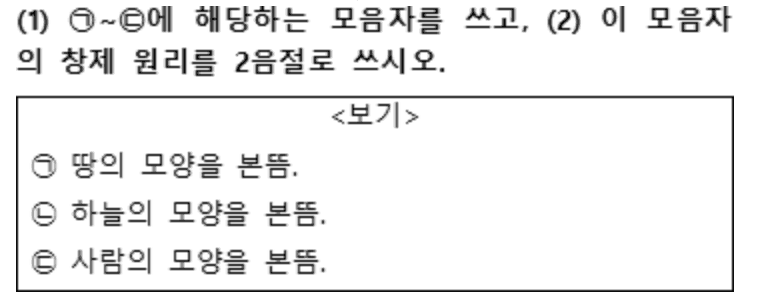 (1) ㉠~㉢에 해당하는 모음자를 쓰고, (2) 이 모음자
의 창제 원리를 2음절로 쓰시오.
<보기>
㉠ 땅의 모양을 본뜸.
㉡ 하늘의 모양을 본뜸.
㉢ 사람의 모양을 본뜸.